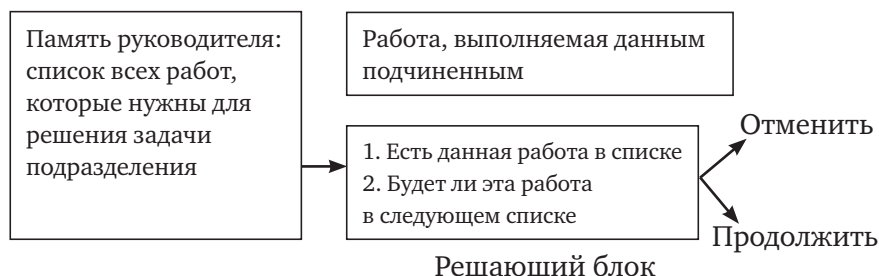 Память руководителя:
список всех работ,
которые нужны для
решения задачи
подразделения
Работа, выполняемая данным
подчиненным
1. Есть данная работа в списке
2. Будет ли эта работа
в следующем списке
Отменить
Продолжить
Решающий блок